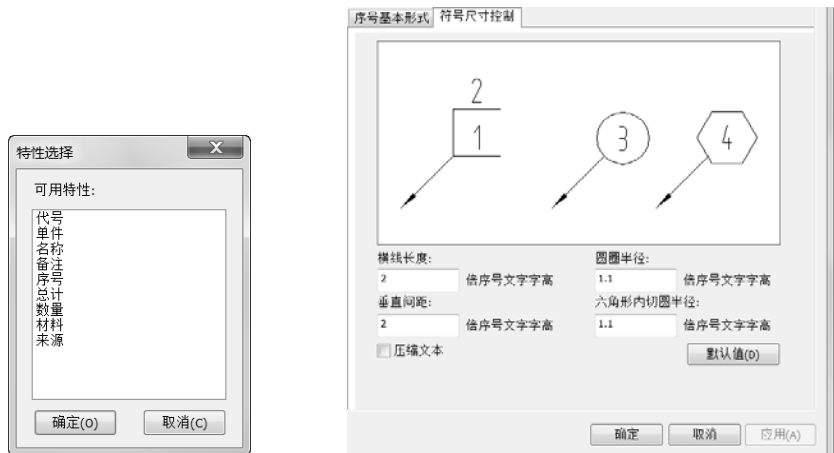 特性选择
可用特性:
代号
单件
名称
备注
序号
总计
数量
材料
来源
确定(O)
取消(C)
序号基本形式
符号尺寸控制
2
1
3
4
横线长度:
圆圈半径:
2
倍序号文字字高
1.1
倍序号文字字高
垂直间距:
六角形内切圆半径:
2
倍序号文字字高
1.1
倍序号文字字高
压缩文本
默认值(D)
确定
取消
应用(A)